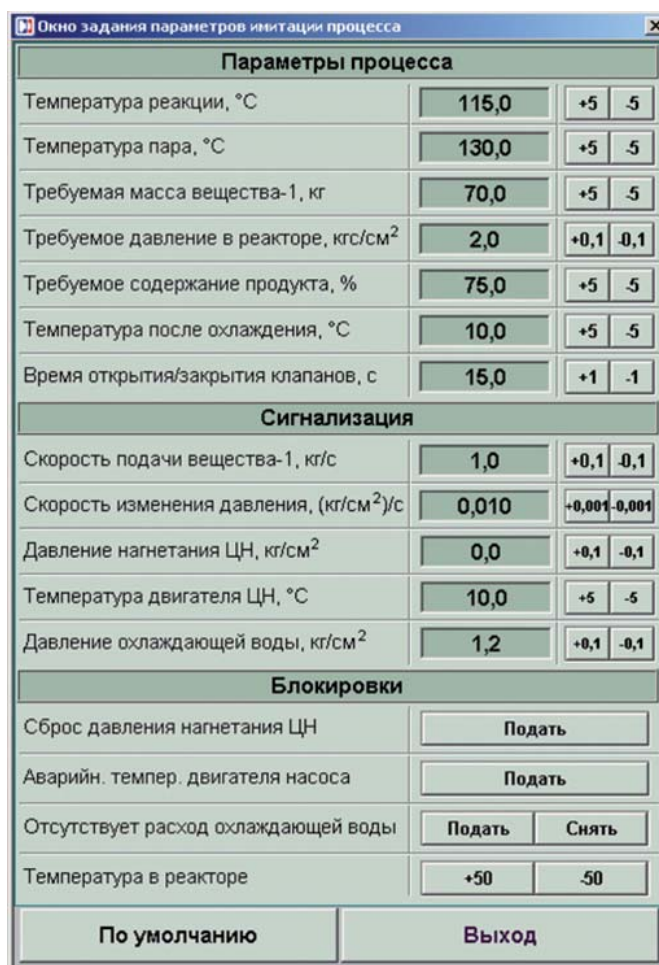 Окно задания параметров имитации процесса
Параметры процесса
Температура реакции, °C 115,0 +5 -5
Температура пара, °C 130,0 +5 -5
Требуемая масса вещества-1, кг 70,0 +5 -5
Требуемое давление в реакторе, кгс/см² 2,0 +0,1 -0,1
Требуемое содержание продукта, % 75,0 +5 -5
Температура после охлаждения, °C 10,0 +5 -5
Время открытия/закрытия клапанов, с 15,0 +1 -1
Сигнализация
Скорость подачи вещества-1, кг/с 1,0 +0,1 -0,1
Скорость изменения давления, (кг/см²)/с 0,010 +0,001 -0,001
Давление нагнетания ЦН, кг/см² 0,0 +0,1 -0,1
Температура двигателя ЦН, °C 10,0 +5 -5
Давление охлаждающей воды, кг/см² 1,2 +0,1 -0,1
Блокировки
Сброс давления нагнетания ЦН Подать
Аварийн. темпер. двигателя насоса Подать
Отсутствует расход охлаждающей воды Подать Снять
Температура в реакторе +50 -50
По умолчанию Выход